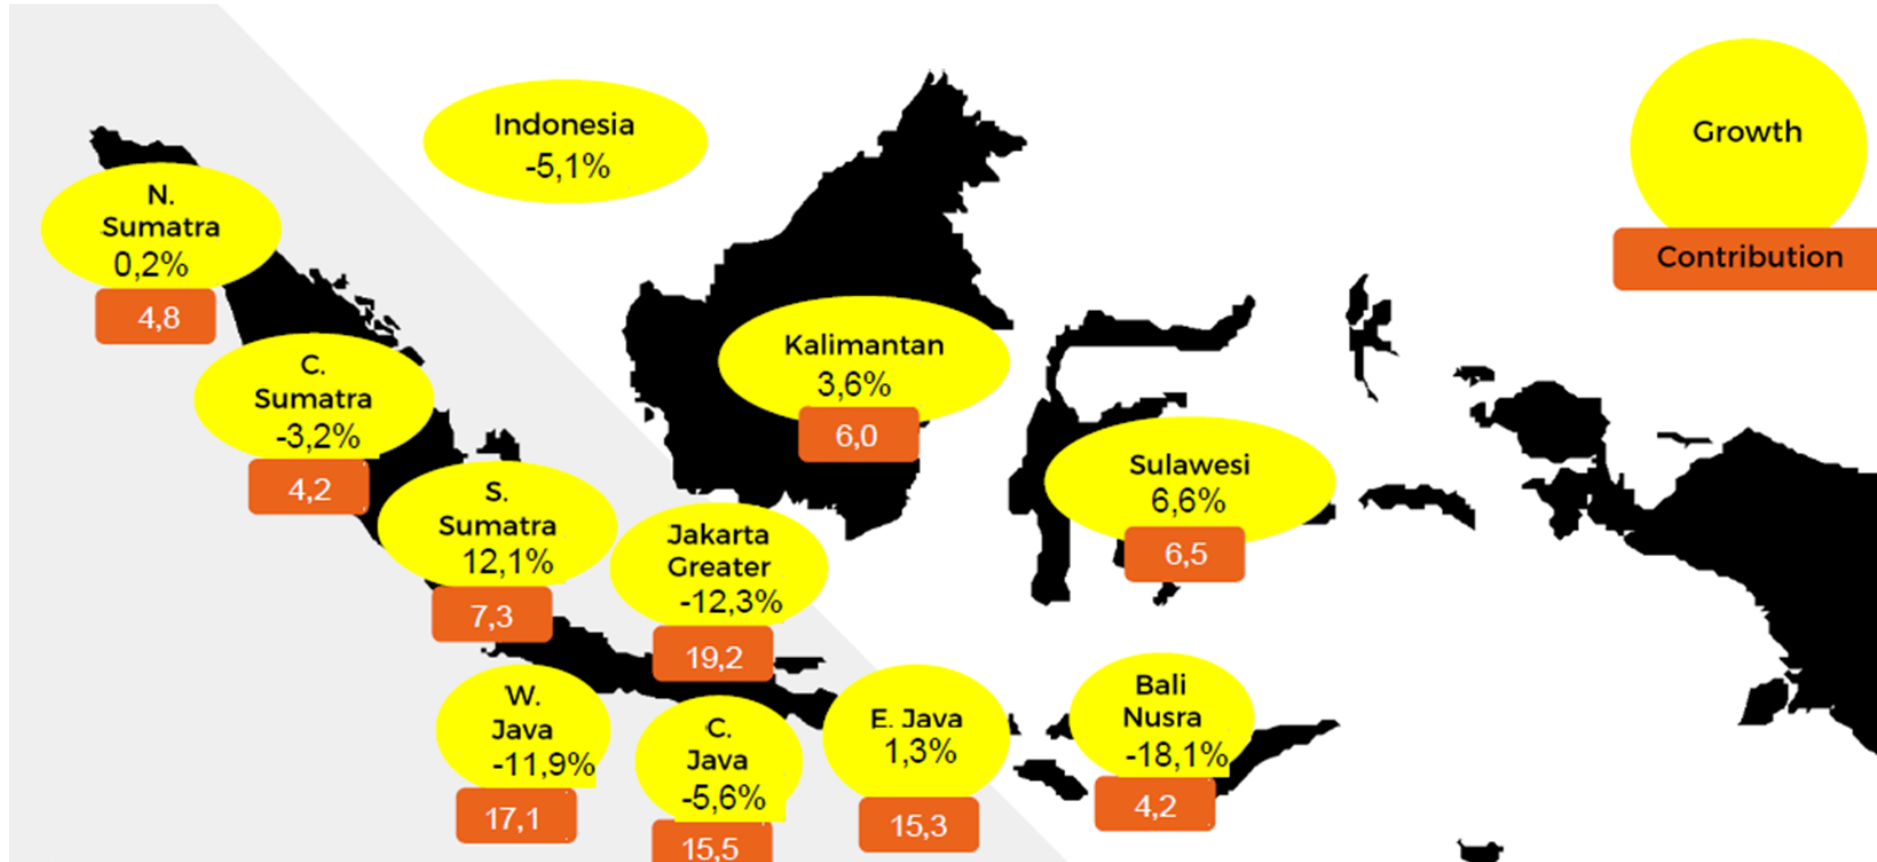 Indonesia
-5,1%
Growth
Contribution
N.
Sumatra
0,2%
4,8
C.
Sumatra
-3,2%
4,2
S.
Sumatra
12,1%
7,3
Jakarta
Greater
-12,3%
19,2
Kalimantan
3,6%
6,0
Sulawesi
6,6%
6,5
W.
Java
-11,9%
17,1
C.
Java
-5,6%
15,5
E. Java
1,3%
15,3
Bali
Nusra
-18,1%
4,2